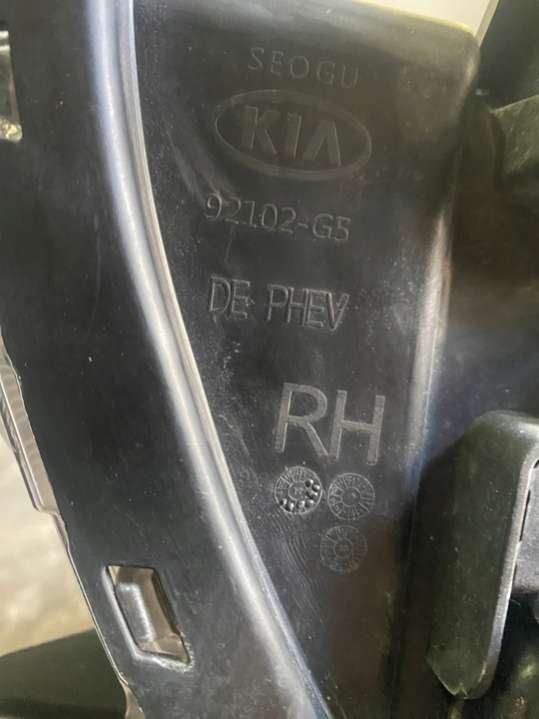 SEOGU
KIA
92102-G5
DE PHEV
RH